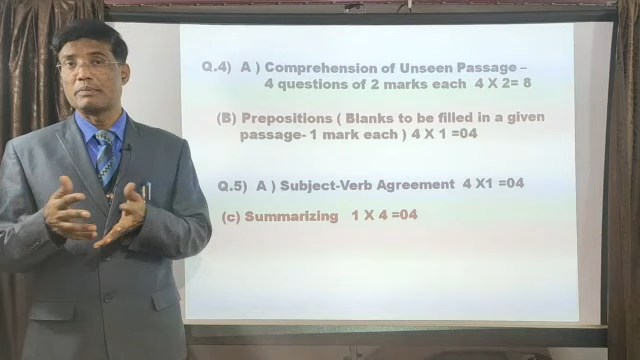 Q.4) A ) Comprehension of Unseen Passage –
4 questions of 2 marks each 4 X 2= 8
(B) Prepositions ( Blanks to be filled in a given
passage- 1 mark each ) 4 X 1 =04
Q.5) A ) Subject-Verb Agreement 4 X1 =04
(c) Summarizing 1 X 4 =04